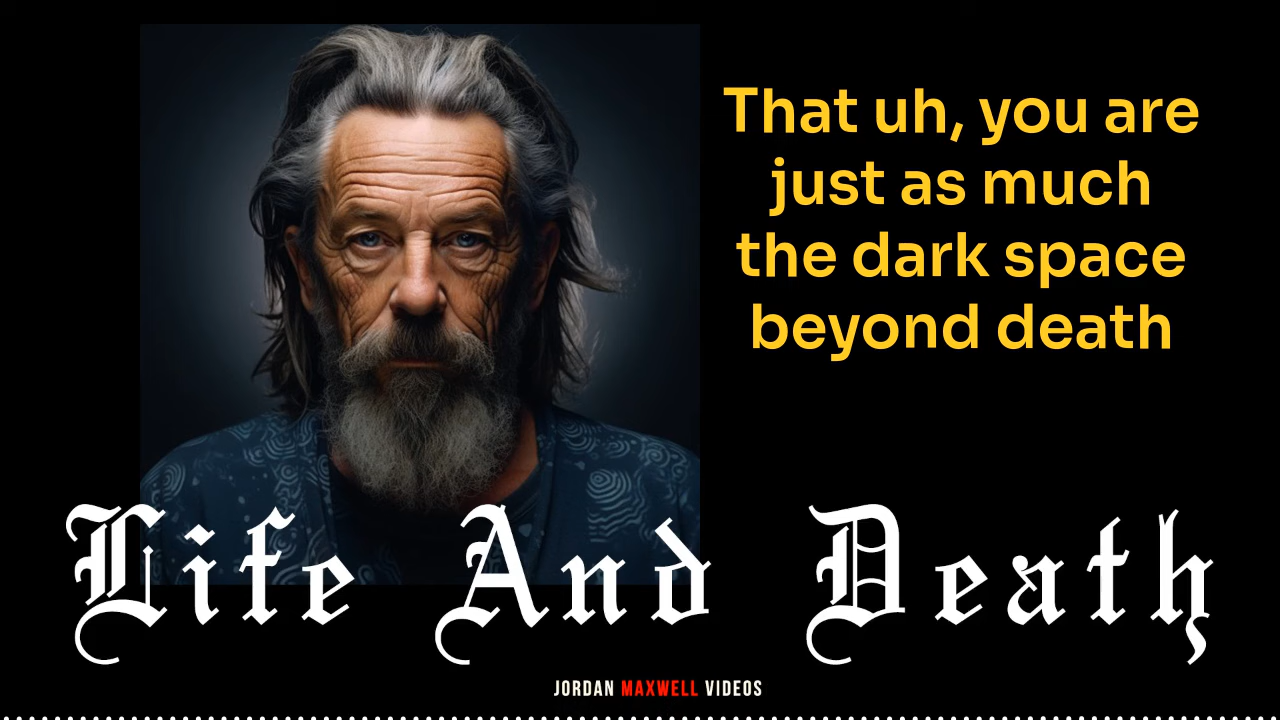 That uh, you are
just as much
the dark space
beyond death
Life And Death
JORDAN MAXWELL VIDEOS